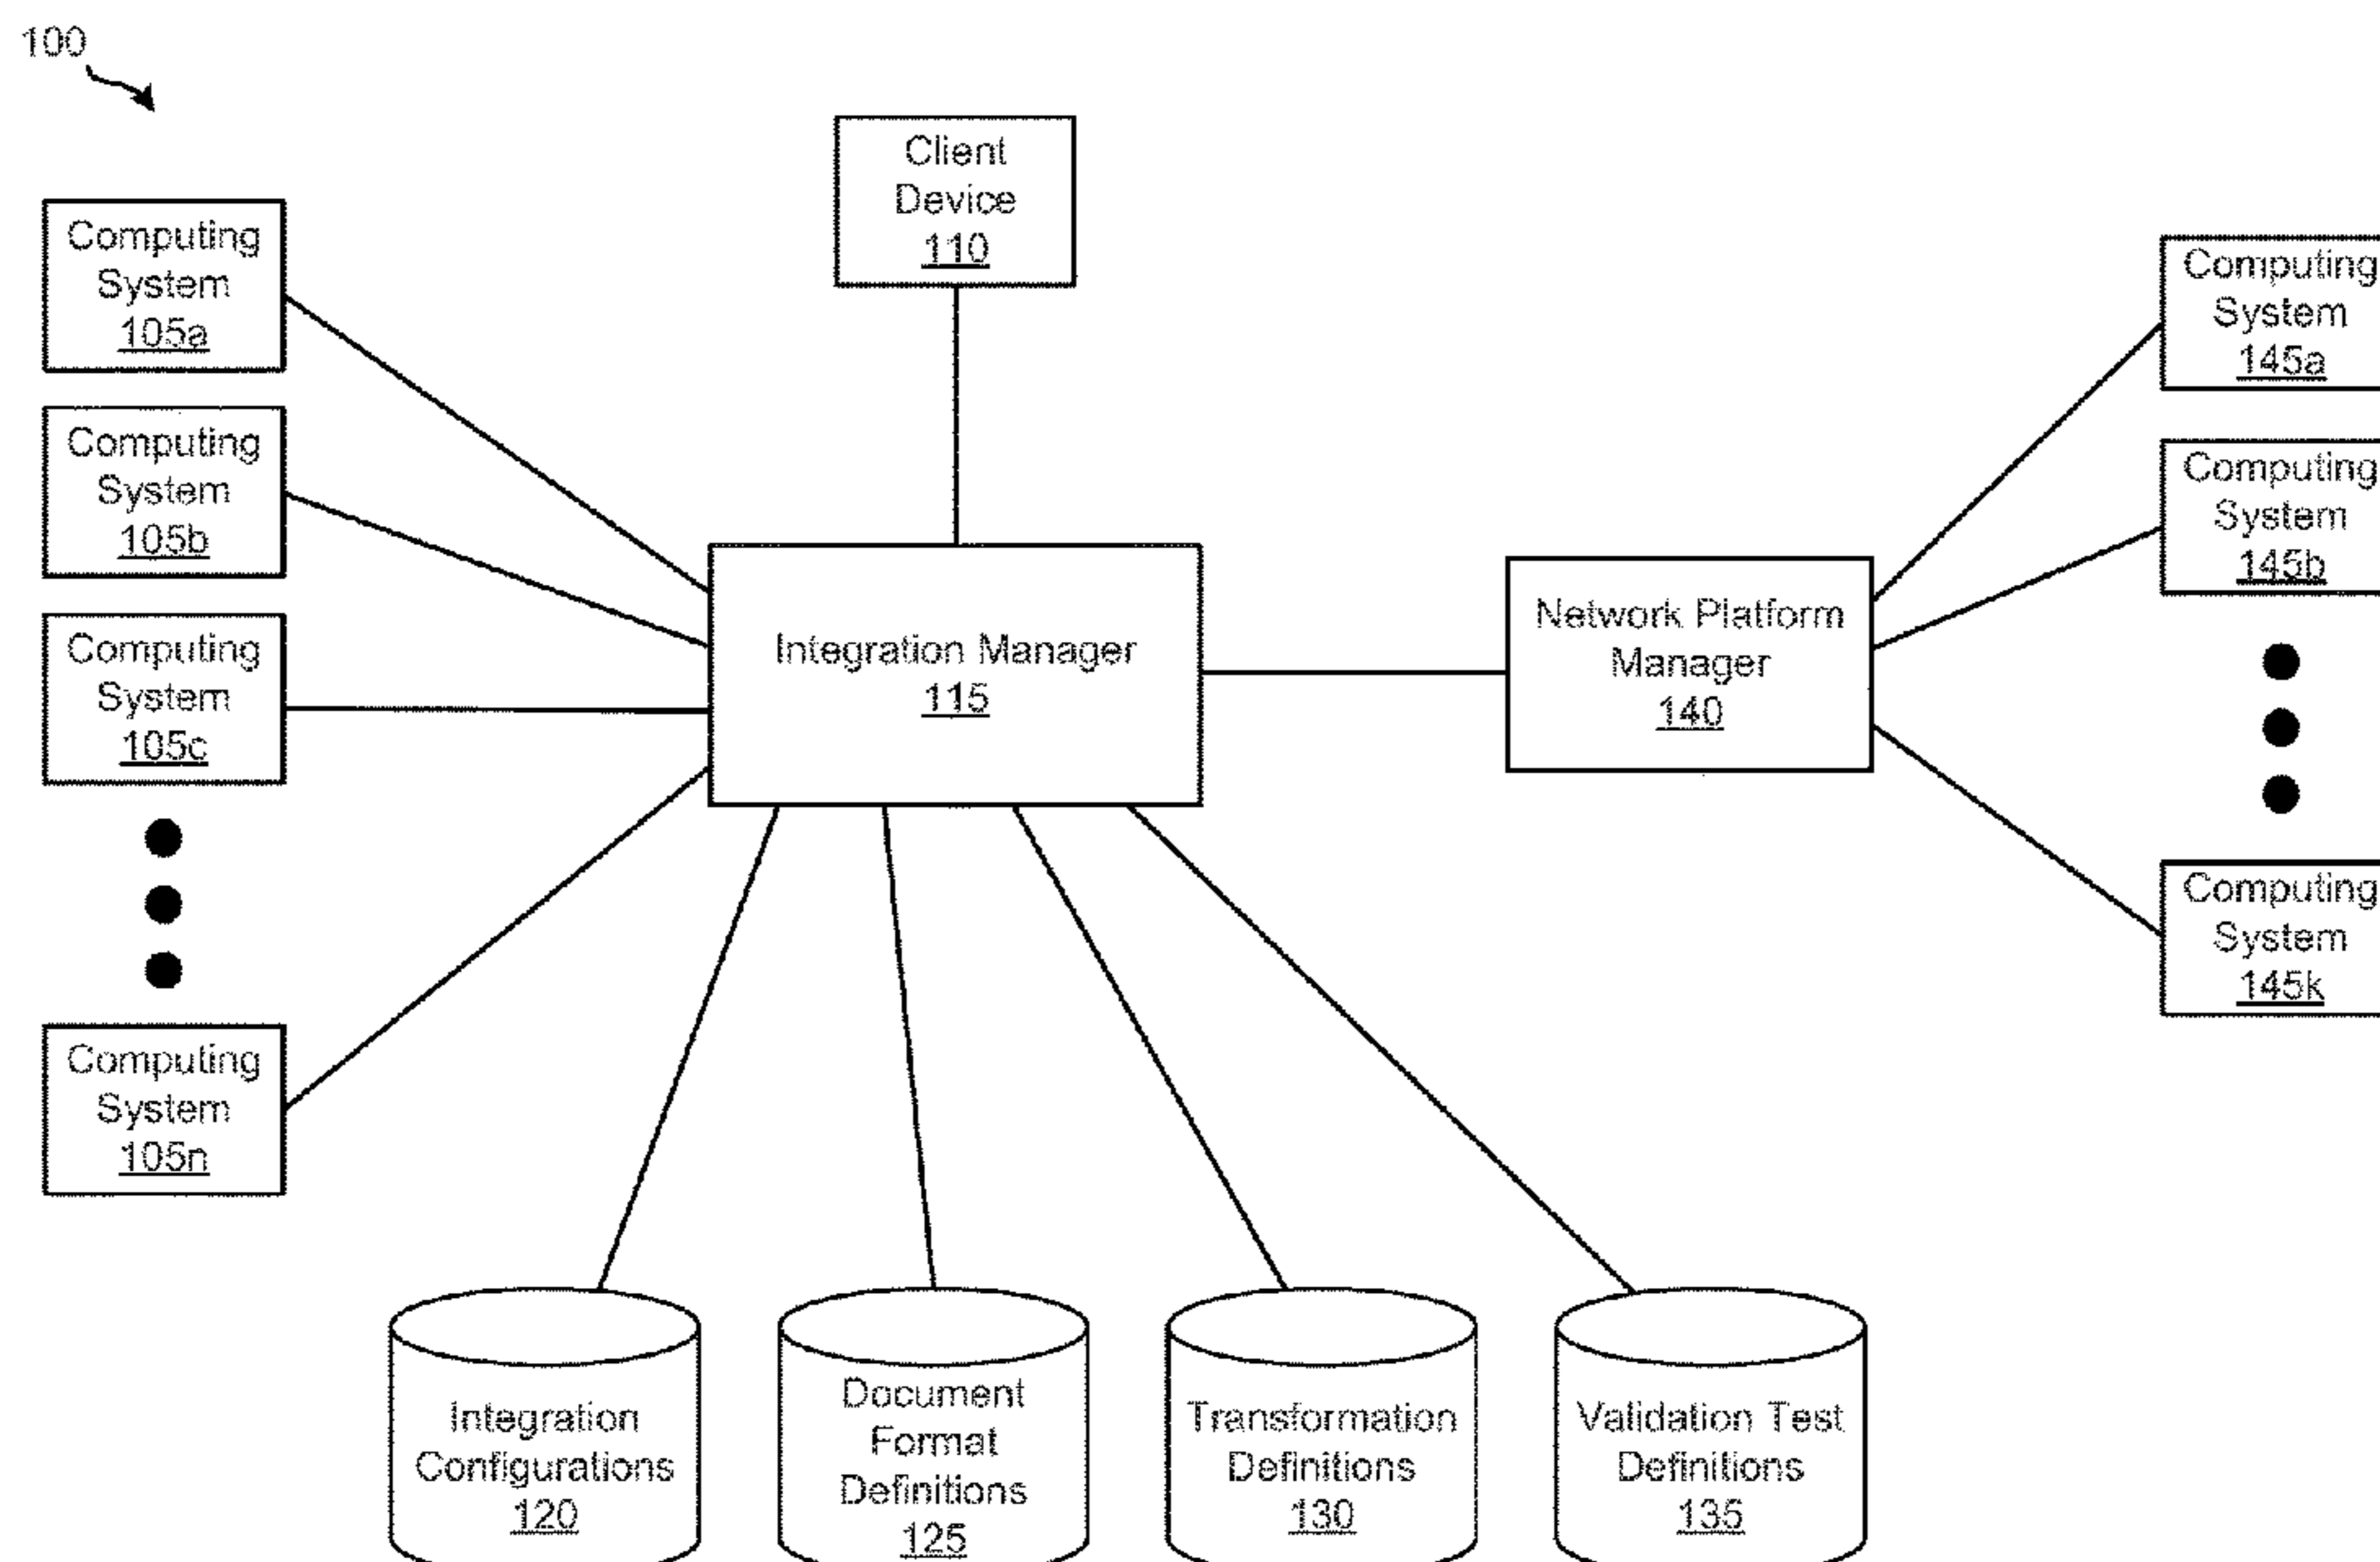 100
Client
Device
110
Computing
System
105a
Computing
System
105b
Computing
System
105c
Computing
System
105n
Integration Manager
115
Network Platform
Manager
140
Computing
System
145a
Computing
System
145b
Computing
System
145k
Integration
Configurations
120
Document
Format
Definitions
125
Transformation
Definitions
130
Validation Test
Definitions
135